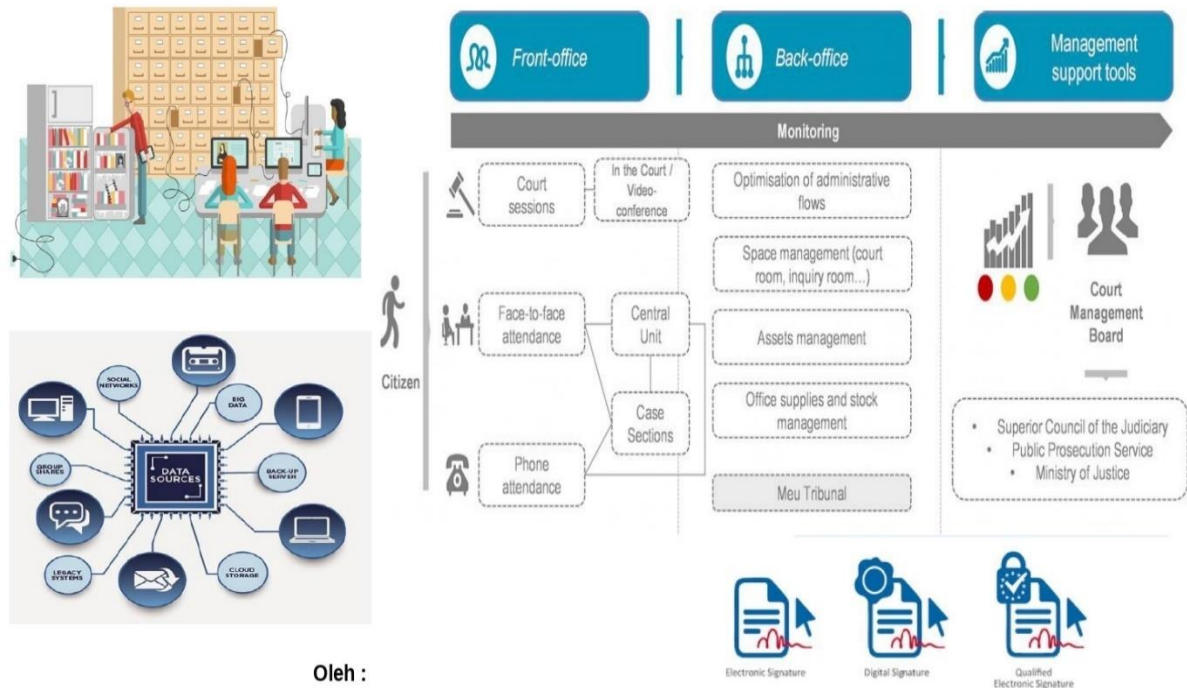 Front-office
Back-office
Management
support tools
Monitoring
Citizen
Court
sessions
In the Court /
Video-
conference
Face-to-face
attendance
Central
Unit
Case
Sections
Phone
attendance
Optimisation of administrative
flows
Space management (court
room, inquiry room…)
Assets management
Office supplies and stock
management
Meu Tribunal
Court
Management
Board
• Superior Council of the Judiciary
• Public Prosecution Service
• Ministry of Justice
SOCIAL
NETWORKS
BIG
DATA
GROUP
SHARES
DATA
SOURCES
BACK-UP
SERVER
LEGACY
SYSTEMS
CLOUD
STORAGE
Electronic Signature
Digital Signature
Qualified
Electronic Signature
Oleh :